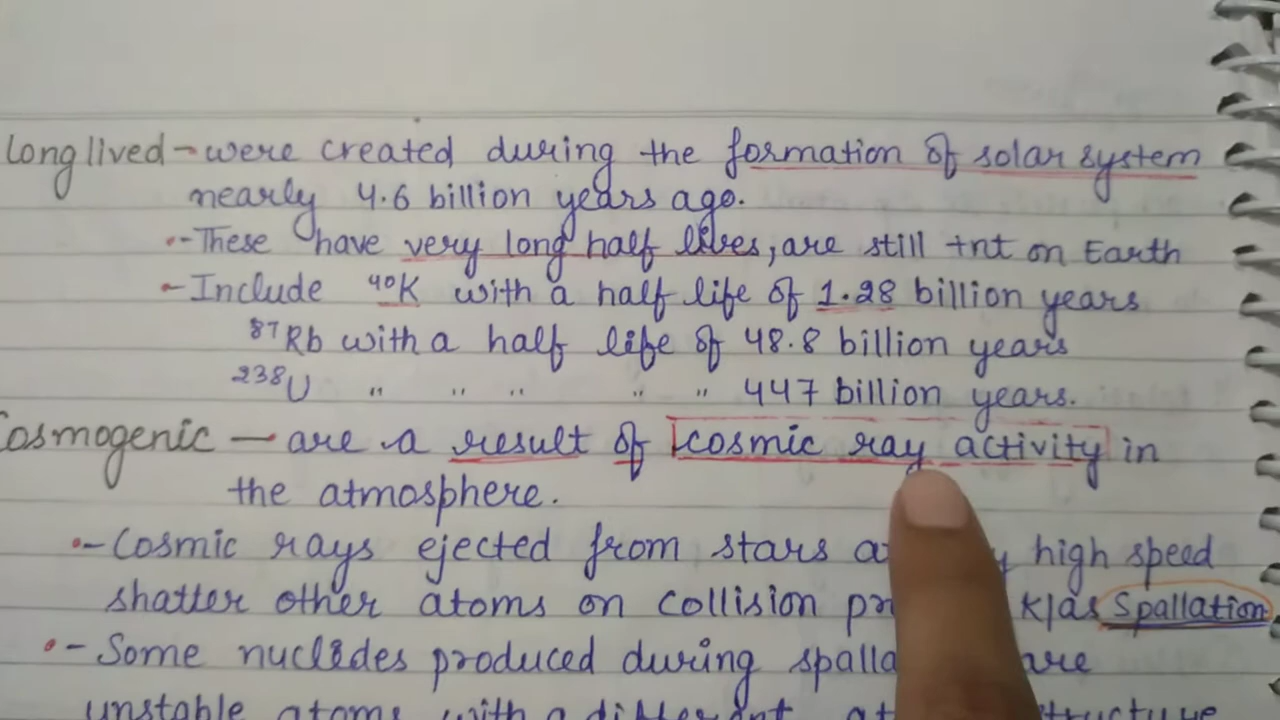 Long lived - were created during the formation of solar system
nearly 4.6 billion years ago.
- These have very long half lives, are still +nt on Earth
- Include 40K with a half life of 1.28 billion years
87Rb with a half life of 48.8 billion years
238U " " " " " 447 billion years.
Cosmogenic - are a result of cosmic ray activity in
the atmosphere.
- Cosmic rays ejected from stars high speed
shatter other atoms on collision K/as Spallation
- Some nuclides produced during are
unstable atoms with a different